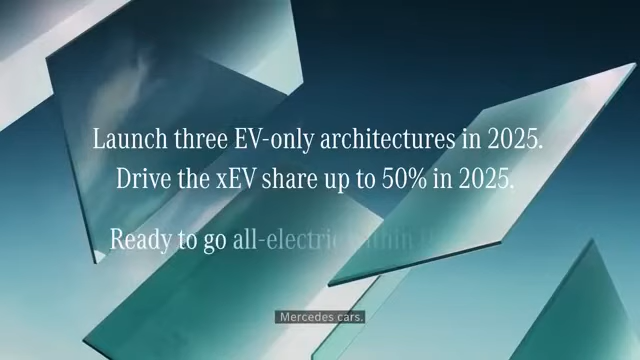 Launch three EV-only architectures in 2025.
Drive the xEV share up to 50% in 2025.
Ready to go all-electric within
Mercedes cars.